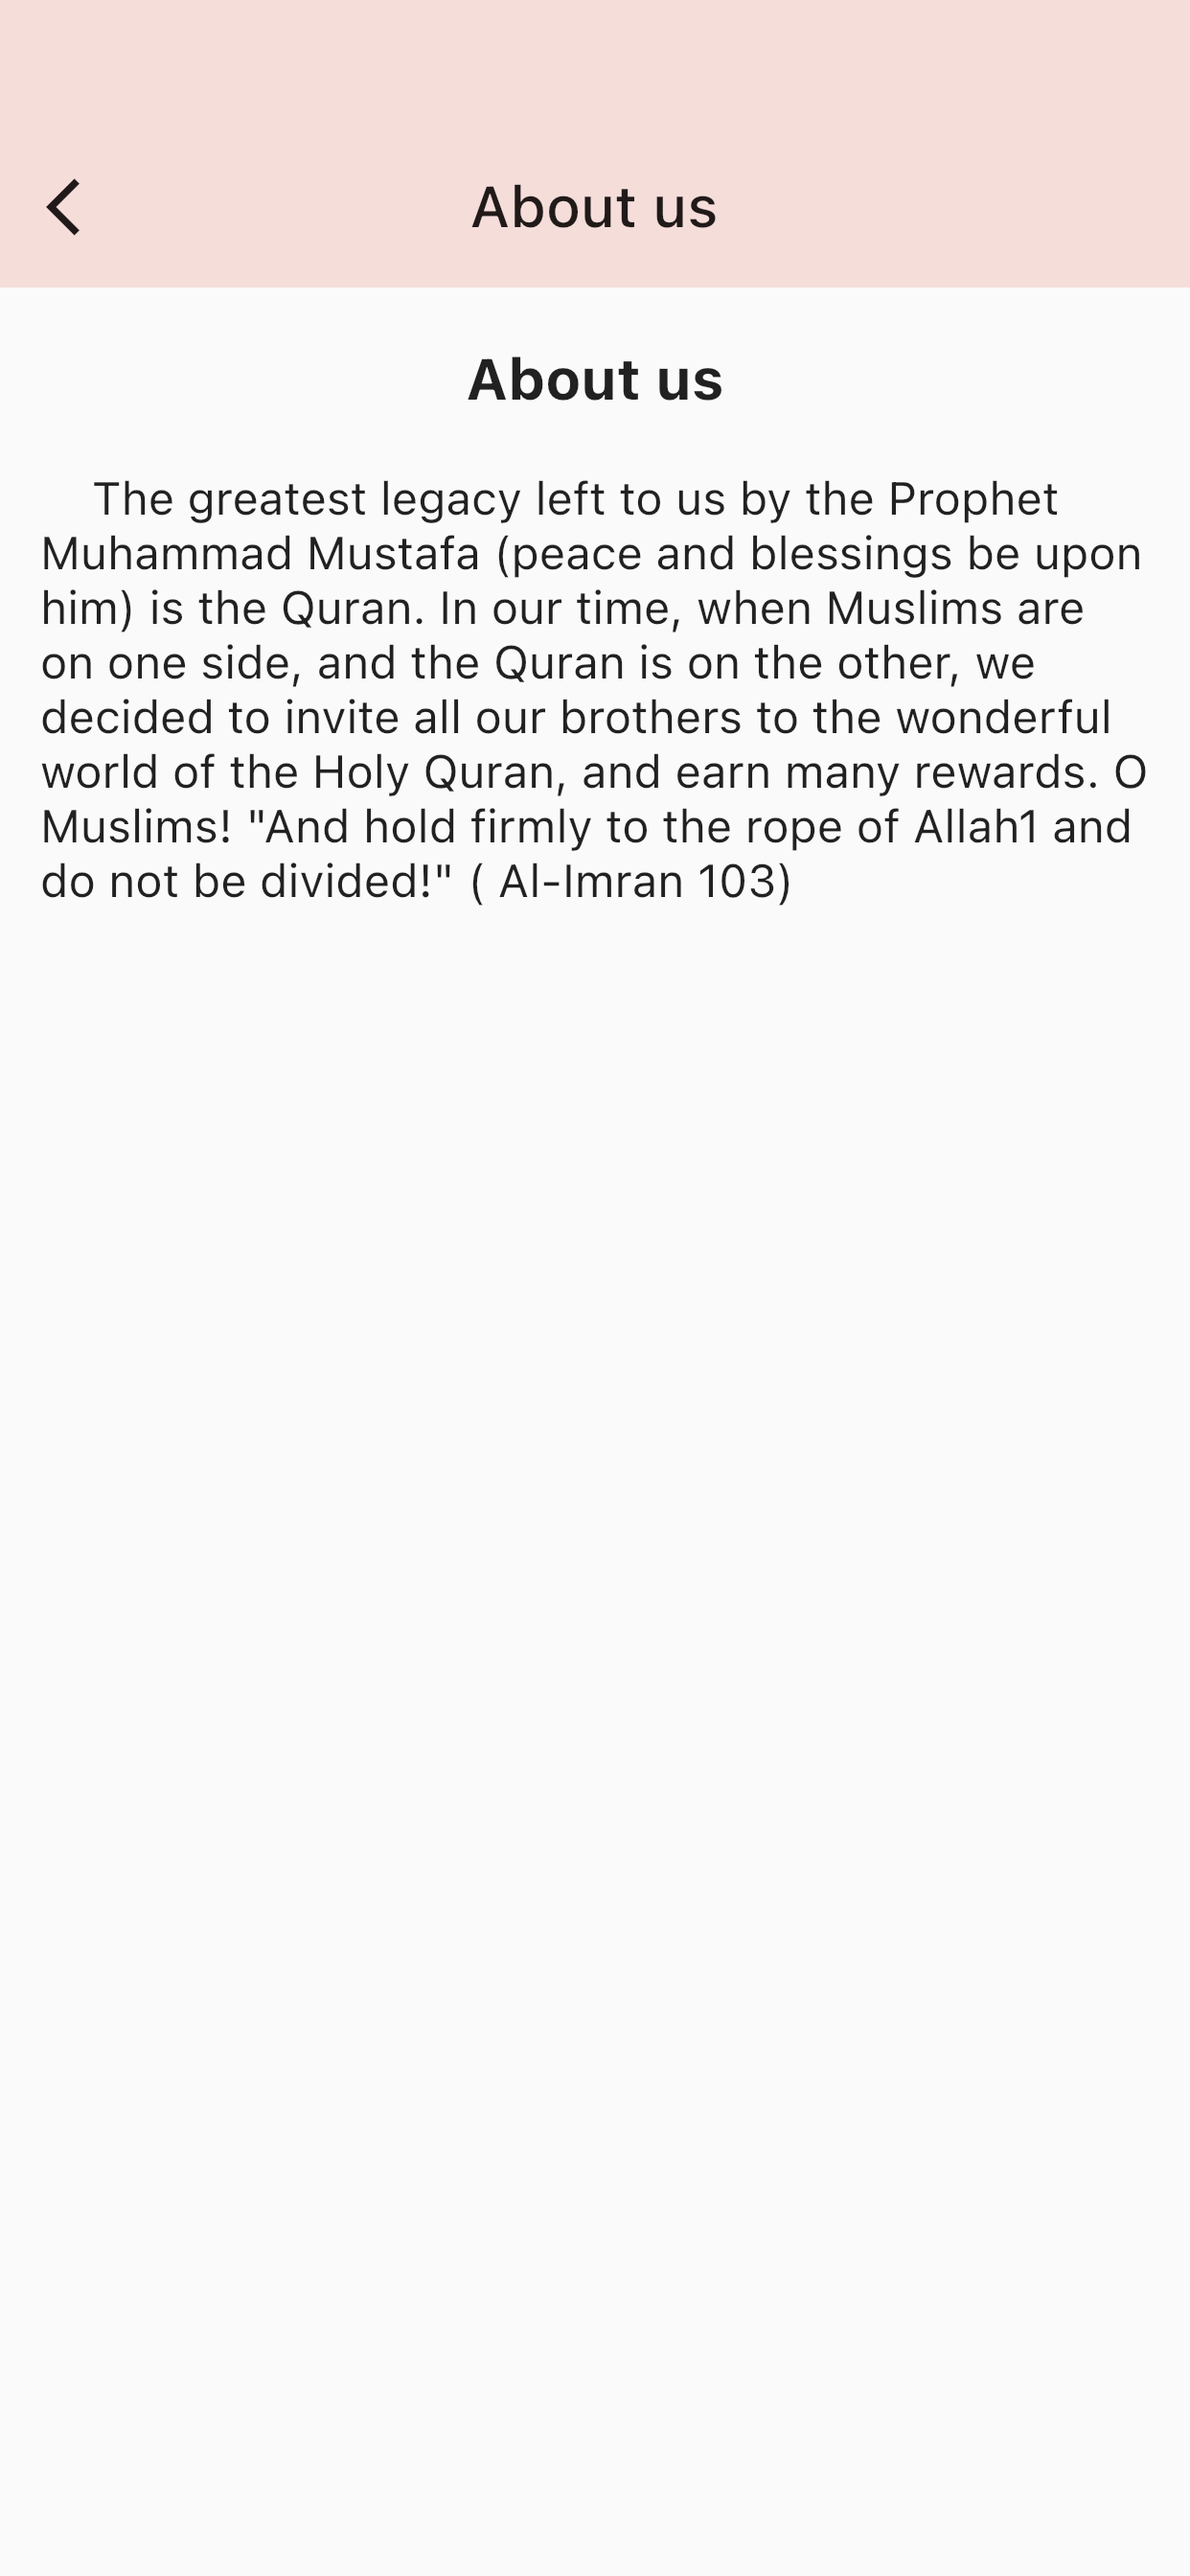 About us
About us
The greatest legacy left to us by the Prophet
Muhammad Mustafa (peace and blessings be upon
him) is the Quran. In our time, when Muslims are
on one side, and the Quran is on the other, we
decided to invite all our brothers to the wonderful
world of the Holy Quran, and earn many rewards. O
Muslims! "And hold firmly to the rope of Allah1 and
do not be divided!" ( Al-Imran 103)